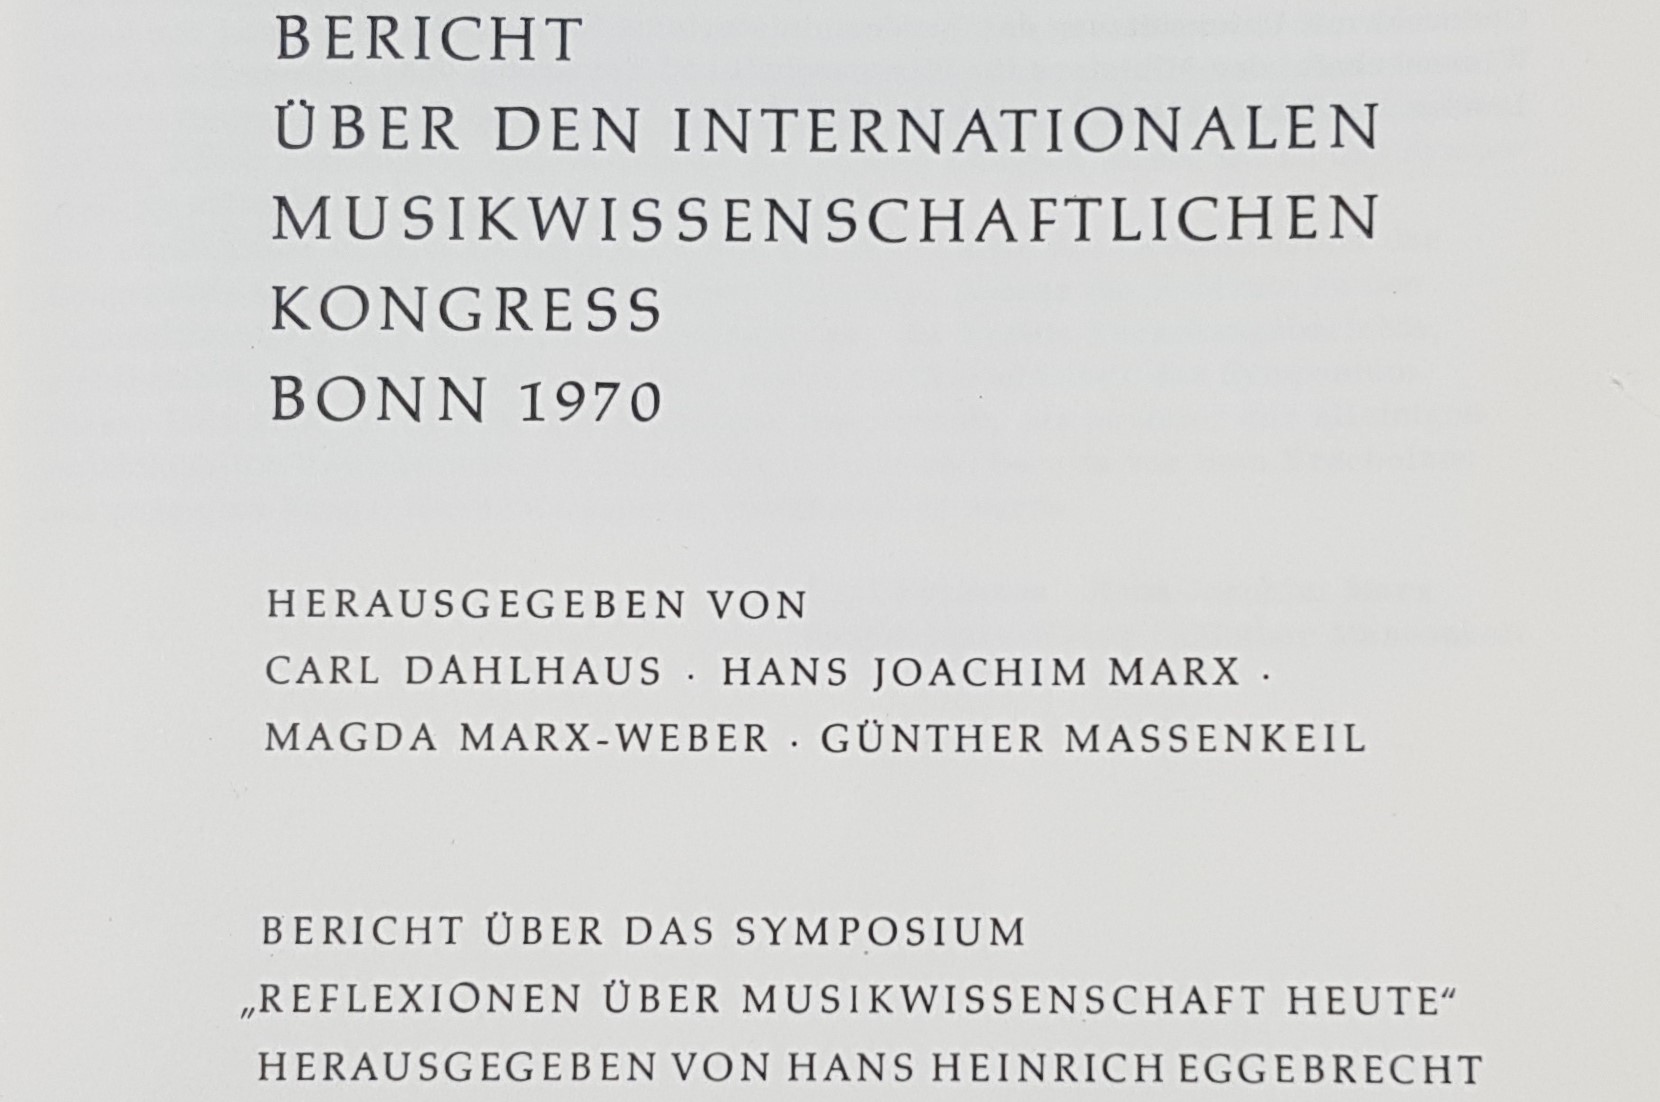 BERICHT
ÜBER DEN INTERNATIONALEN
MUSIKWISSENSCHAFTLICHEN
KONGRESS
BONN 1970
HERAUSGEGEBEN VON
CARL DAHLHAUS · HANS JOACHIM MARX ·
MAGDA MARX-WEBER · GÜNTHER MASSENKEIL
BERICHT ÜBER DAS SYMPOSIUM
„REFLEXIONEN ÜBER MUSIKWISSENSCHAFT HEUTE“
HERAUSGEGEBEN VON HANS HEINRICH EGGEBRECHT